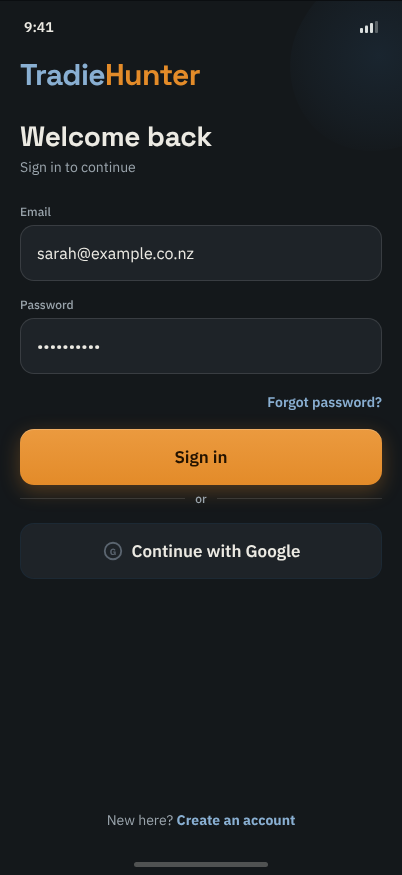 9:41
TradieHunter
Welcome back
Sign in to continue
Email
sarah@example.co.nz
Password
••••••••••
Forgot password?
Sign in
or
G Continue with Google
New here? Create an account